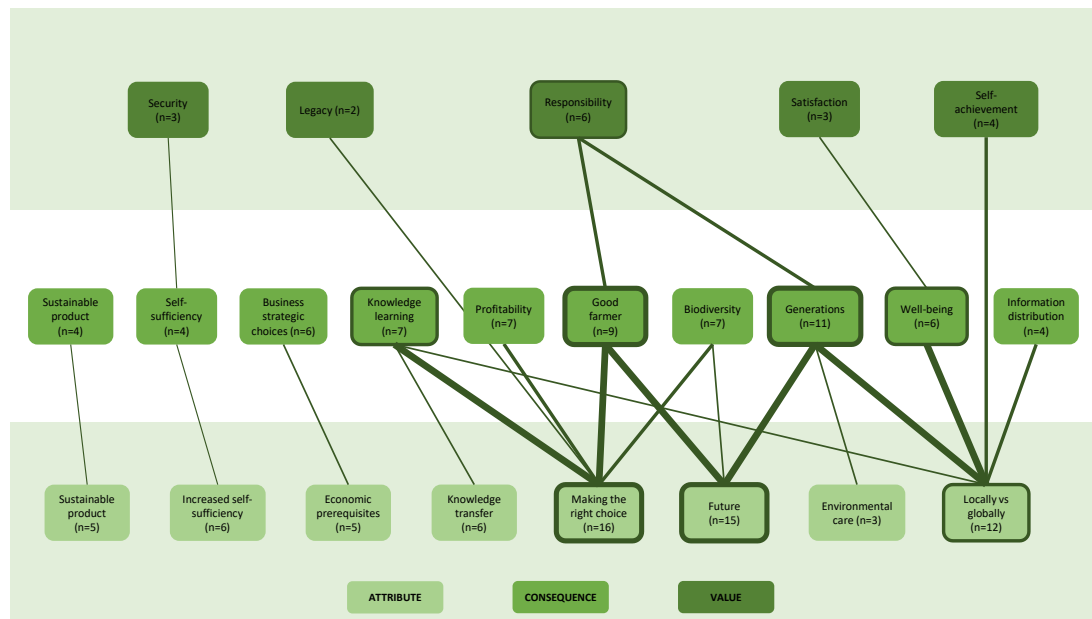 Security
(n=3)
Legacy (n=2)
Responsibility
(n=6)
Satisfaction
(n=3)
Self-
achievement
(n=4)
Sustainable
product
(n=4)
Self-
sufficiency
(n=4)
Business
strategic
choices (n=6)
Knowledge
learning
(n=7)
Profitability
(n=7)
Good
farmer
(n=9)
Biodiversity
(n=7)
Generations
(n=11)
Well-being
(n=6)
Information
distribution
(n=4)
Sustainable
product
(n=5)
Increased self-
sufficiency
(n=6)
Economic
prerequisites
(n=5)
Knowledge
transfer
(n=6)
Making the
right choice
(n=16)
Future
(n=15)
Environmental
care (n=3)
Locally vs
globally
(n=12)
ATTRIBUTE
CONSEQUENCE
VALUE